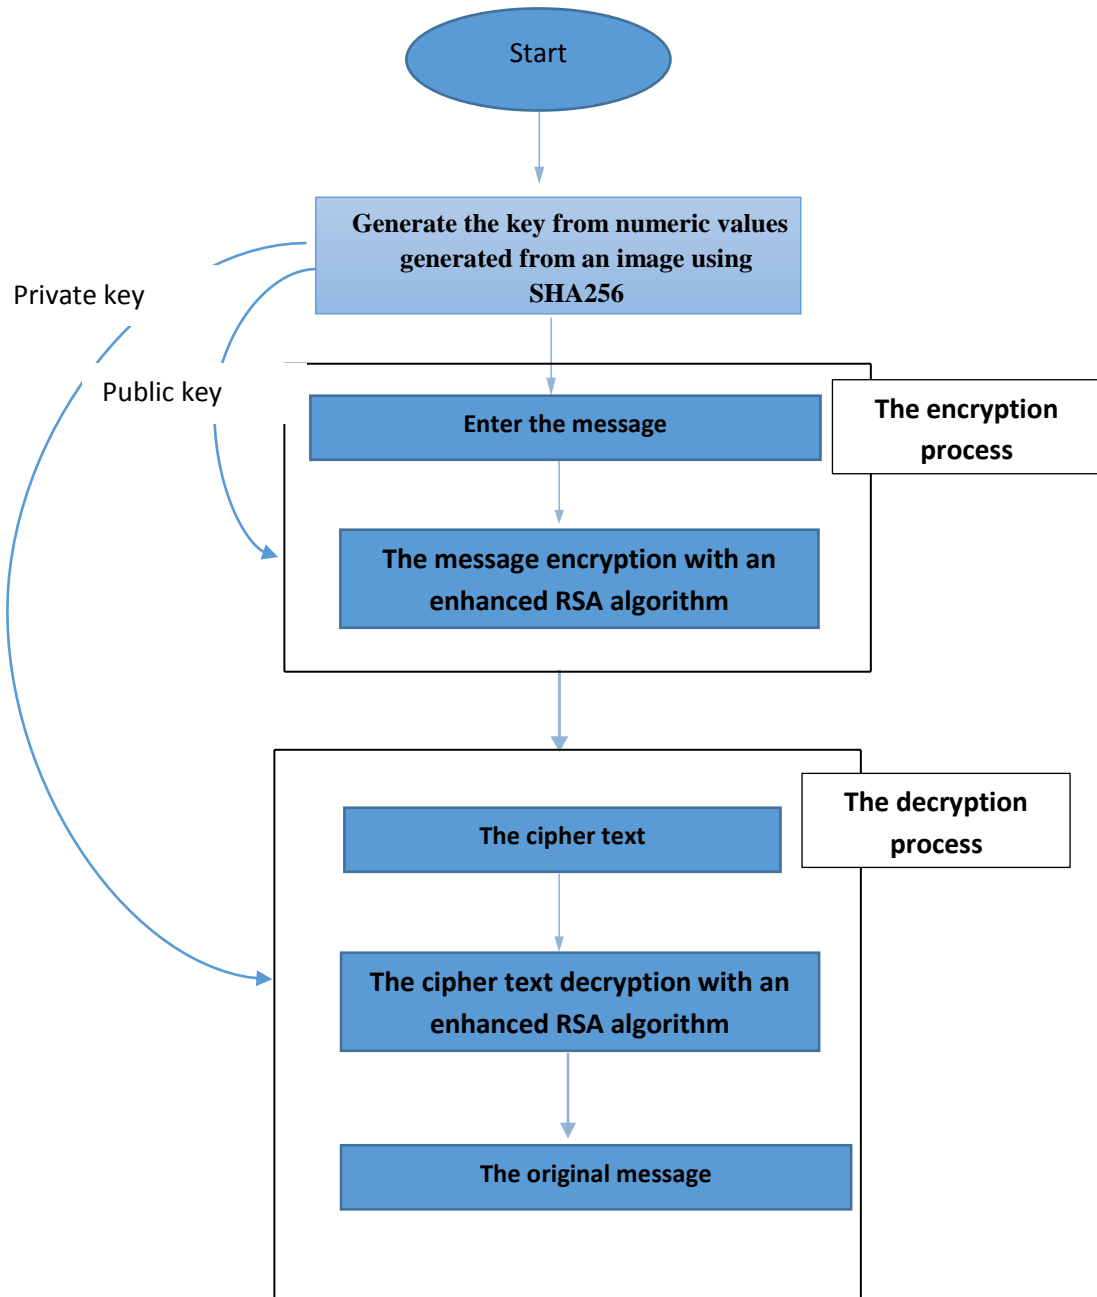 Start
Generate the key from numeric values
generated from an image using
SHA256
Private key
Public key
The encryption
process
Enter the message
The message encryption with an
enhanced RSA algorithm
The decryption
process
The cipher text
The cipher text decryption with an
enhanced RSA algorithm
The original message